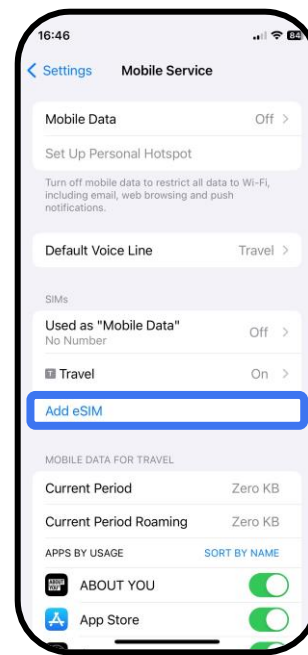 16:46
84
Settings
Mobile Service
Mobile Data
Off
Set Up Personal Hotspot
Turn off mobile data to restrict all data to Wi-Fi,
including email, web browsing and push
notifications.
Default Voice Line
Travel
SIMs
Used as "Mobile Data"
No Number
Off
T Travel
On
Add eSIM
MOBILE DATA FOR TRAVEL
Current Period
Zero KB
Current Period Roaming
Zero KB
APPS BY USAGE
SORT BY NAME
ABOUT YOU
ABOUT YOU
App Store